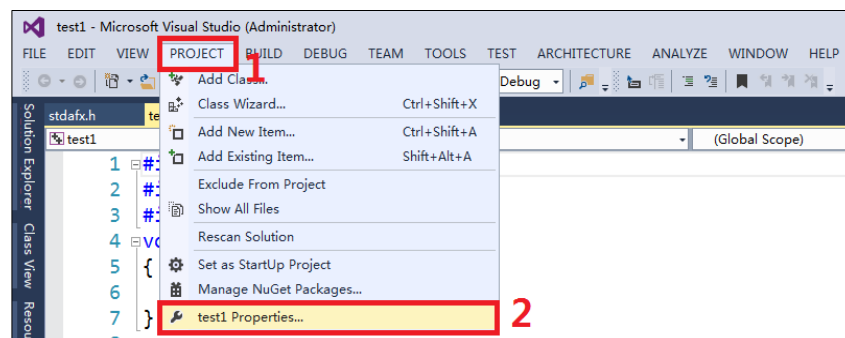 test1 - Microsoft Visual Studio (Administrator)
FILE EDIT VIEW PROJECT BUILD DEBUG TEAM TOOLS TEST ARCHITECTURE ANALYZE WINDOW HELP
1
Add Class...
Debug
Class Wizard... Ctrl+Shift+X
stdafx.h te
Add New Item... Ctrl+Shift+A
test1
(Global Scope)
Add Existing Item... Shift+Alt+A
Exclude From Project
Show All Files
Rescan Solution
Set as StartUp Project
Manage NuGet Packages...
test1 Properties...
2
1 #i
2 #i
3 #i
4 vo
5 {
6
7 }
Solution Explorer
Class View
Resou